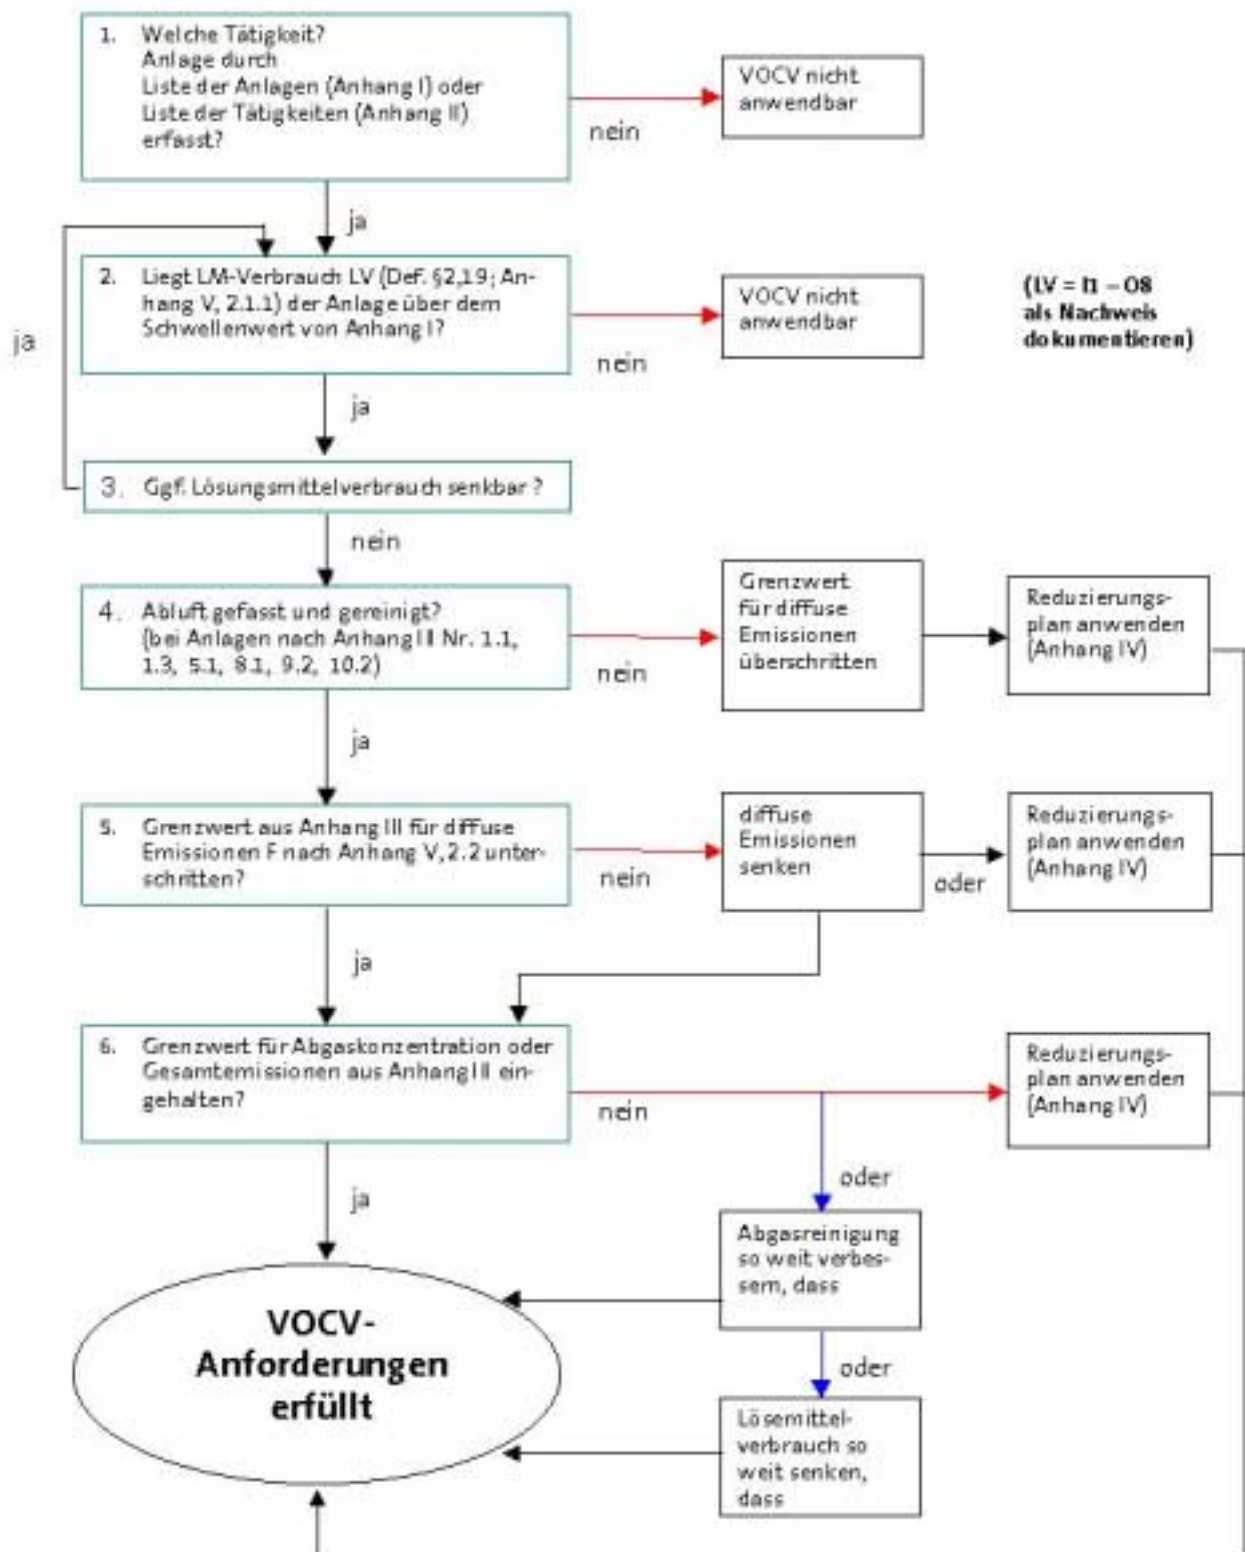 1. Welche Tätigkeit?
Anlage durch
Liste der Anlagen (Anhang I) oder
Liste der Tätigkeiten (Anhang II)
erfasst?
nein
VOCV nicht
anwendbar
ja
2. Liegt LM-Verbrauch LV (Def. §2,19; An-
hang V, 2.1.1) der Anlage über dem
Schwellenwert von Anhang I?
nein
VOCV nicht
anwendbar
(LV = I1 – O8
als Nachweis
dokumentieren)
ja
ja
3. Ggf. Lösungsmittelverbrauch senkbar ?
nein
4. Abluft gefasst und gereinigt?
(bei Anlagen nach Anhang III Nr. 1.1,
1.3, 5.1, 8.1, 9.2, 10.2)
nein
Grenzwert
für diffuse
Emissionen
überschritten
Reduzierungs-
plan anwenden
(Anhang IV)
ja
5. Grenzwert aus Anhang III für diffuse
Emissionen F nach Anhang V, 2.2 unter-
schritten?
nein
diffuse
Emissionen
senken
oder
Reduzierungs-
plan anwenden
(Anhang IV)
ja
6. Grenzwert für Abgaskonzentration oder
Gesamtemissionen aus Anhang III ein-
gehalten?
nein
Reduzierungs-
plan anwenden
(Anhang IV)
ja
oder
Abgasreinigung
so weit verbes-
sern, dass
oder
Lösemittel-
verbrauch so
weit senken,
dass
VOCV-
Anforderungen
erfüllt